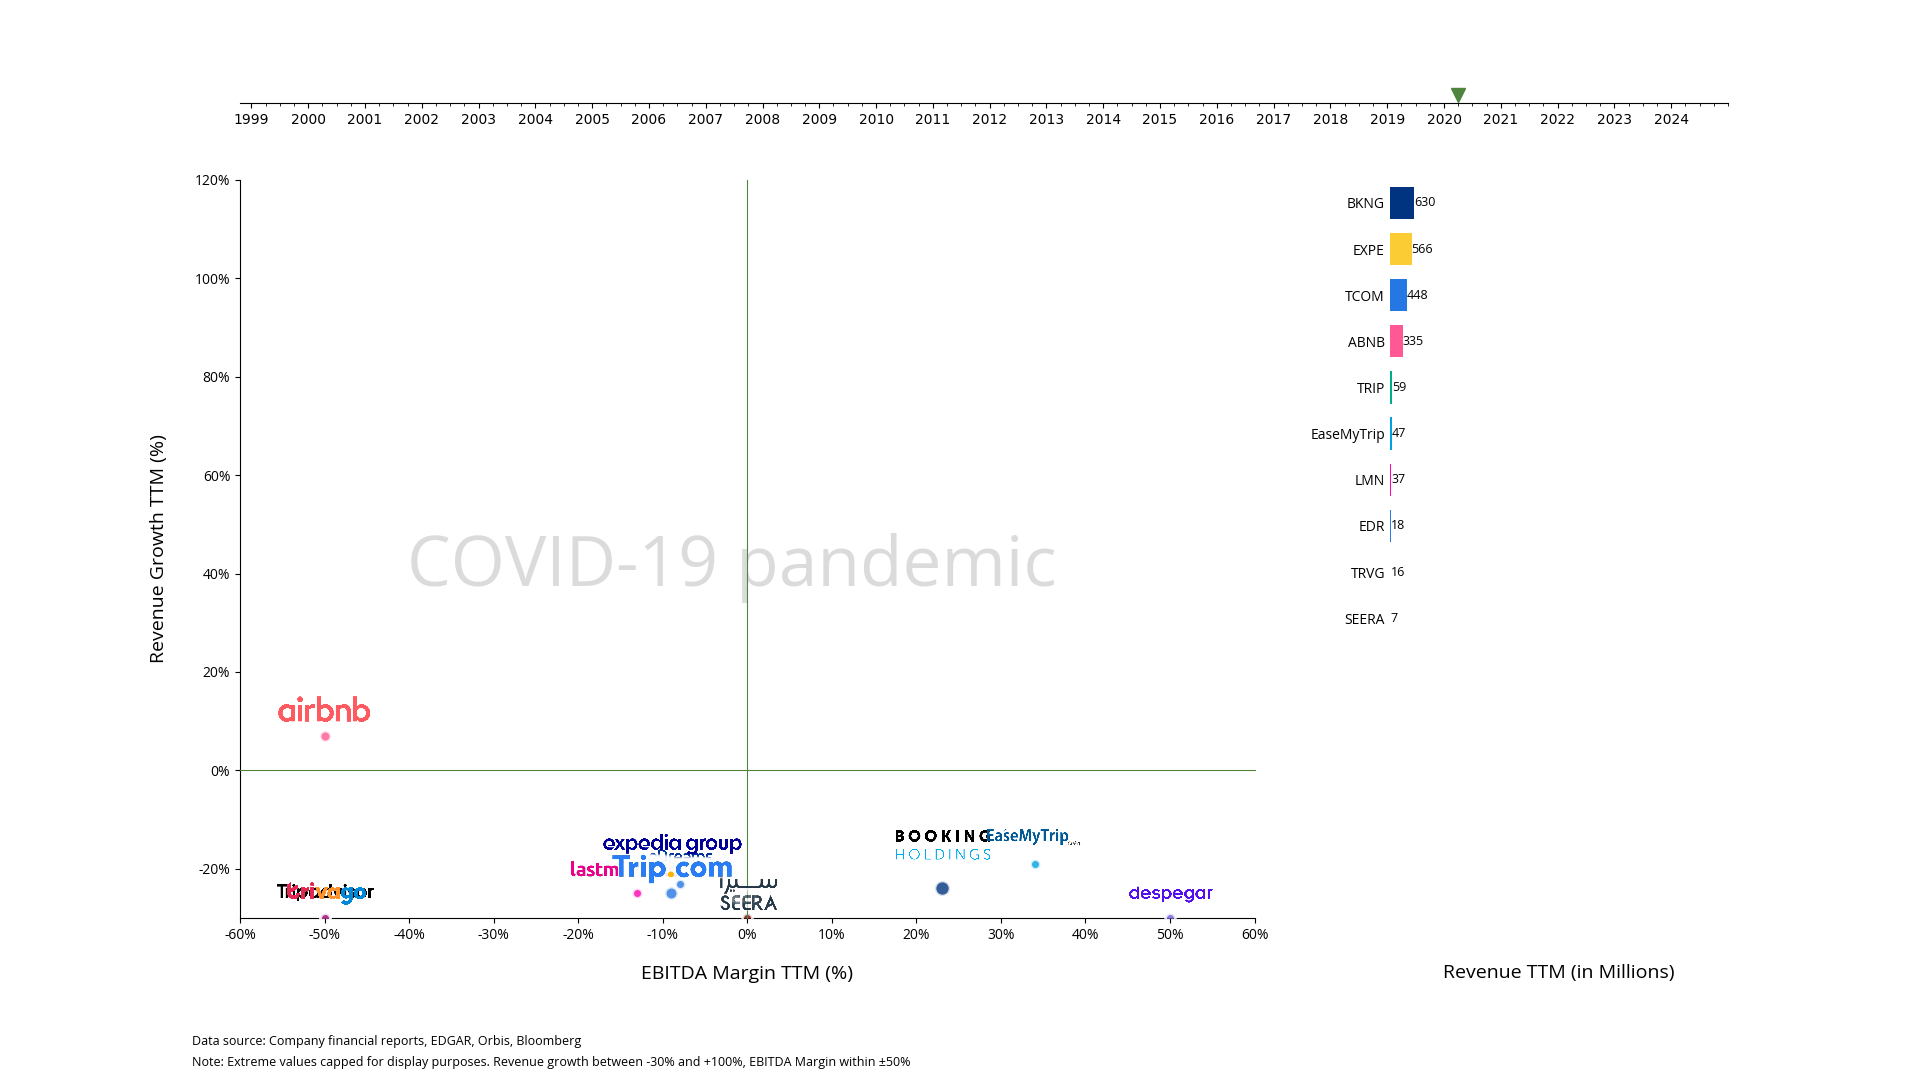 1999 2000 2001 2002 2003 2004 2005 2006 2007 2008 2009 2010 2011 2012 2013 2014 2015 2016 2017 2018 2019 2020 2021 2022 2023 2024
Revenue Growth TTM (%)
120%
100%
80%
60%
40%
20%
0%
-20%
COVID-19 pandemic
airbnb
expedia group
BOOKING
HOLDINGS
EaseMyTrip
Trip.com
سيرا
SEERA
trivago
despegar
-60% -50% -40% -30% -20% -10% 0% 10% 20% 30% 40% 50% 60%
EBITDA Margin TTM (%)
BKNG 630
EXPE 566
TCOM 448
ABNB 335
TRIP 59
EaseMyTrip 47
LMN 37
EDR 18
TRVG 16
SEERA 7
Revenue TTM (in Millions)
Data source: Company financial reports, EDGAR, Orbis, Bloomberg
Note: Extreme values capped for display purposes. Revenue growth between -30% and +100%, EBITDA Margin within ±50%